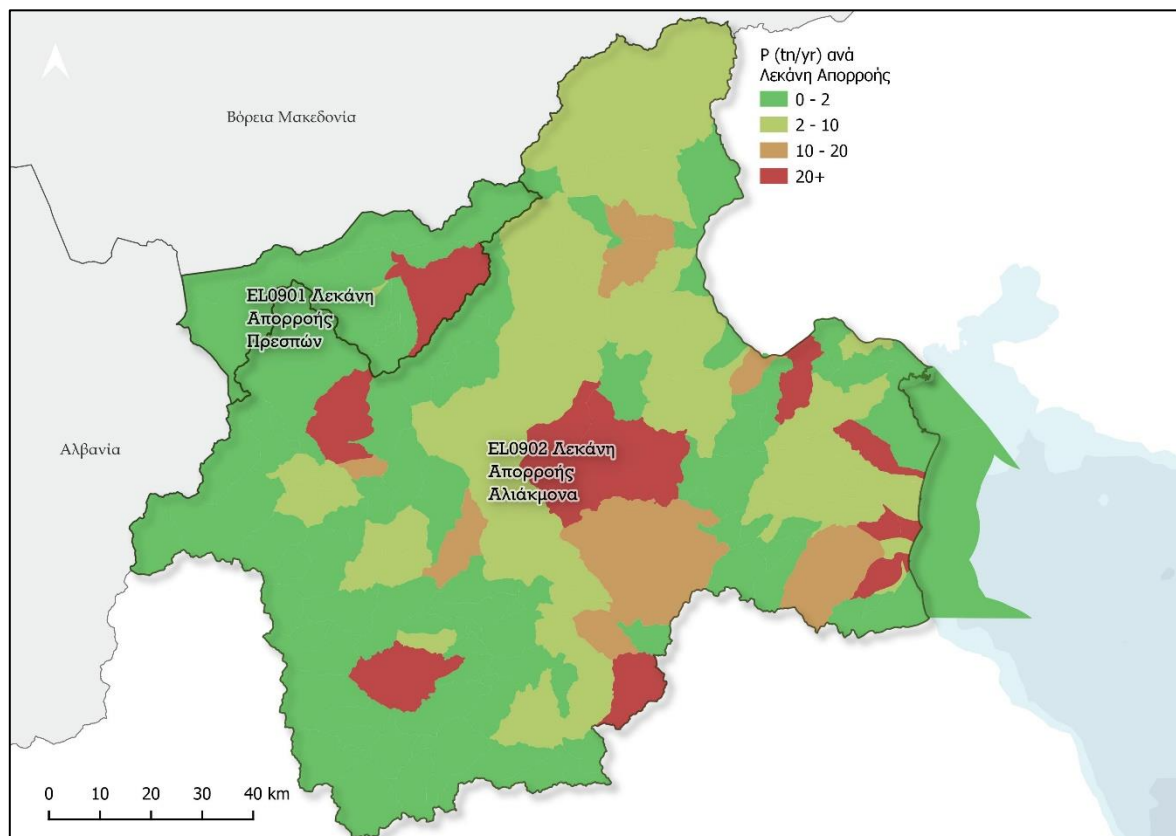 P (tn/yr) ανά
Λεκάνη Απορροής
0 - 2
2 - 10
10 - 20
20+
Βόρεια Μακεδονία
EL0901 Λεκάνη
Απορροής
Πρεσπών
Αλβανία
EL0902 Λεκάνη
Απορροής
Αλιάκμονα
0 10 20 30 40 km